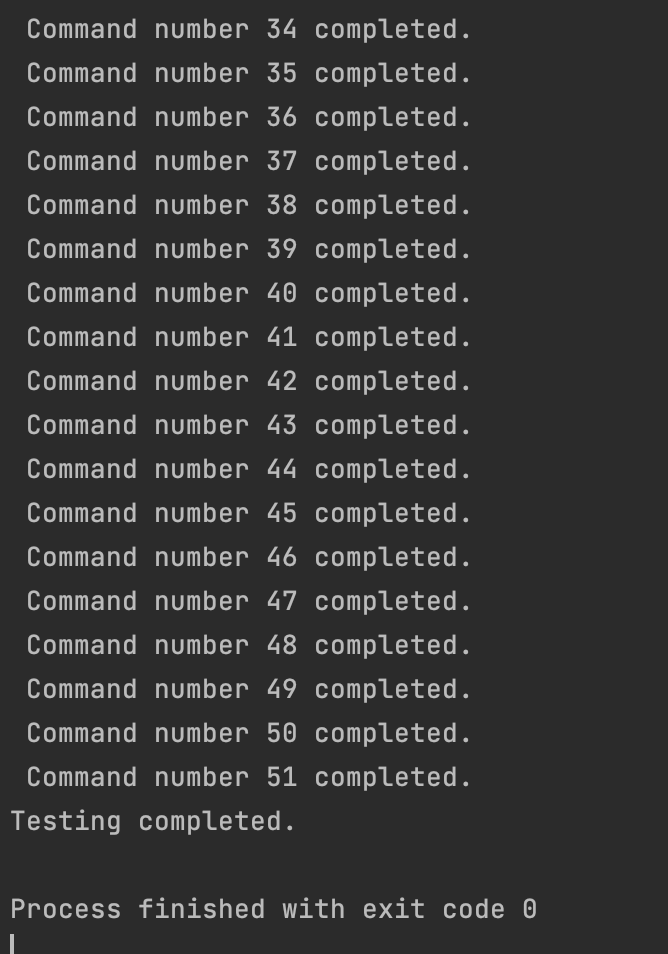 Command number 34 completed.
Command number 35 completed.
Command number 36 completed.
Command number 37 completed.
Command number 38 completed.
Command number 39 completed.
Command number 40 completed.
Command number 41 completed.
Command number 42 completed.
Command number 43 completed.
Command number 44 completed.
Command number 45 completed.
Command number 46 completed.
Command number 47 completed.
Command number 48 completed.
Command number 49 completed.
Command number 50 completed.
Command number 51 completed.
Testing completed.
Process finished with exit code 0